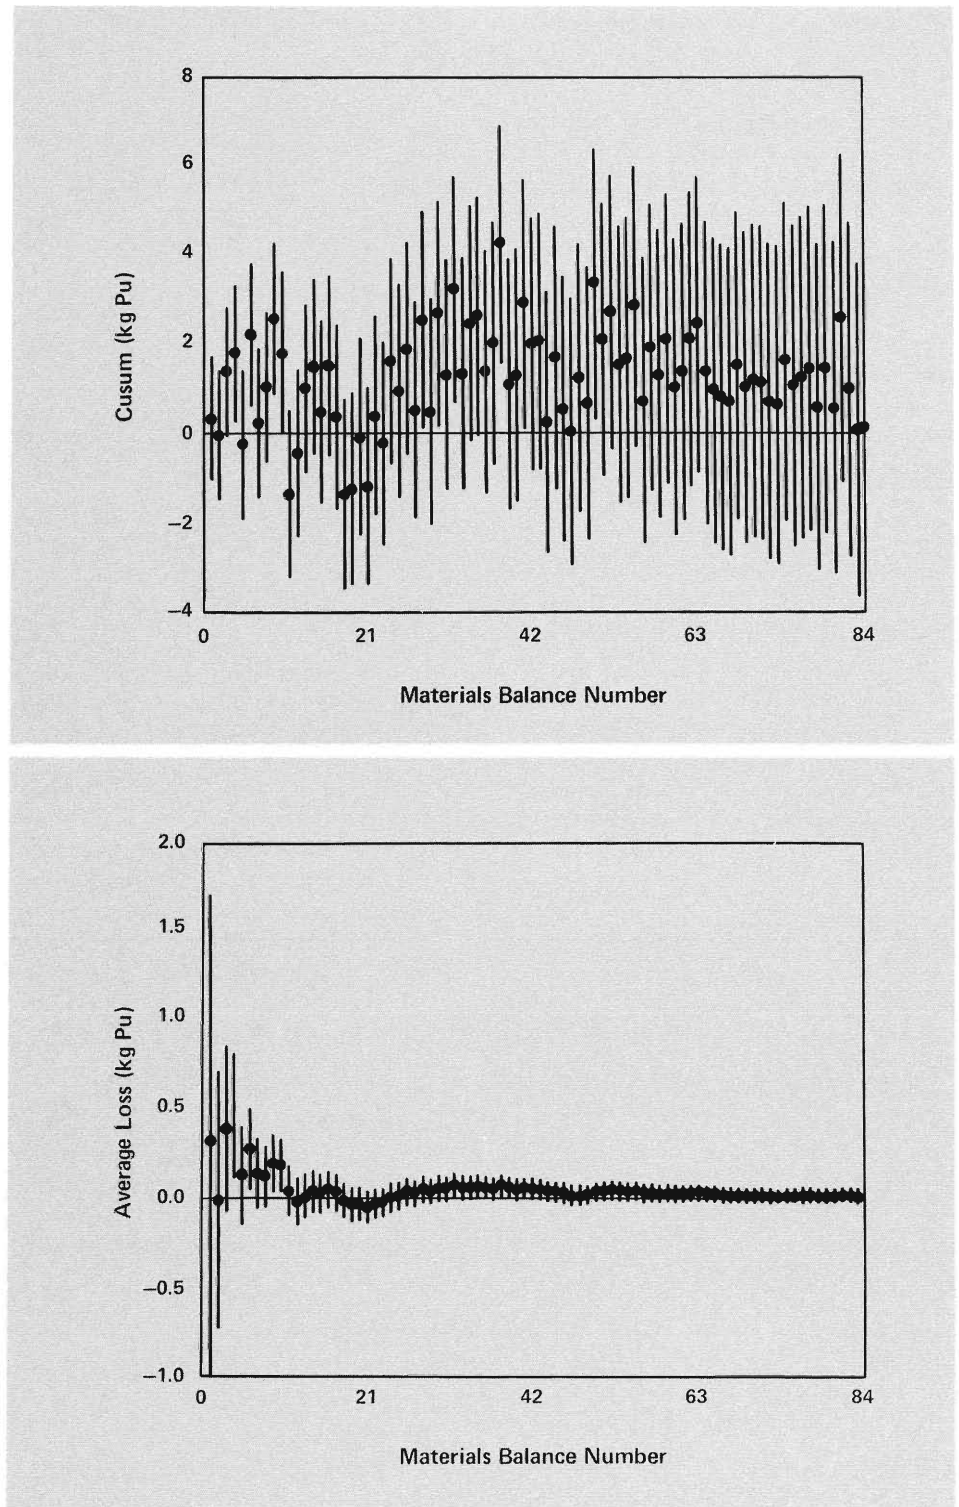 8
6
4
2
0
−2
−4
Cusum (kg Pu)
0 21 42 63 84
Materials Balance Number
2.0
1.5
1.0
0.5
0.0
−0.5
−1.0
Average Loss (kg Pu)
0 21 42 63 84
Materials Balance Number